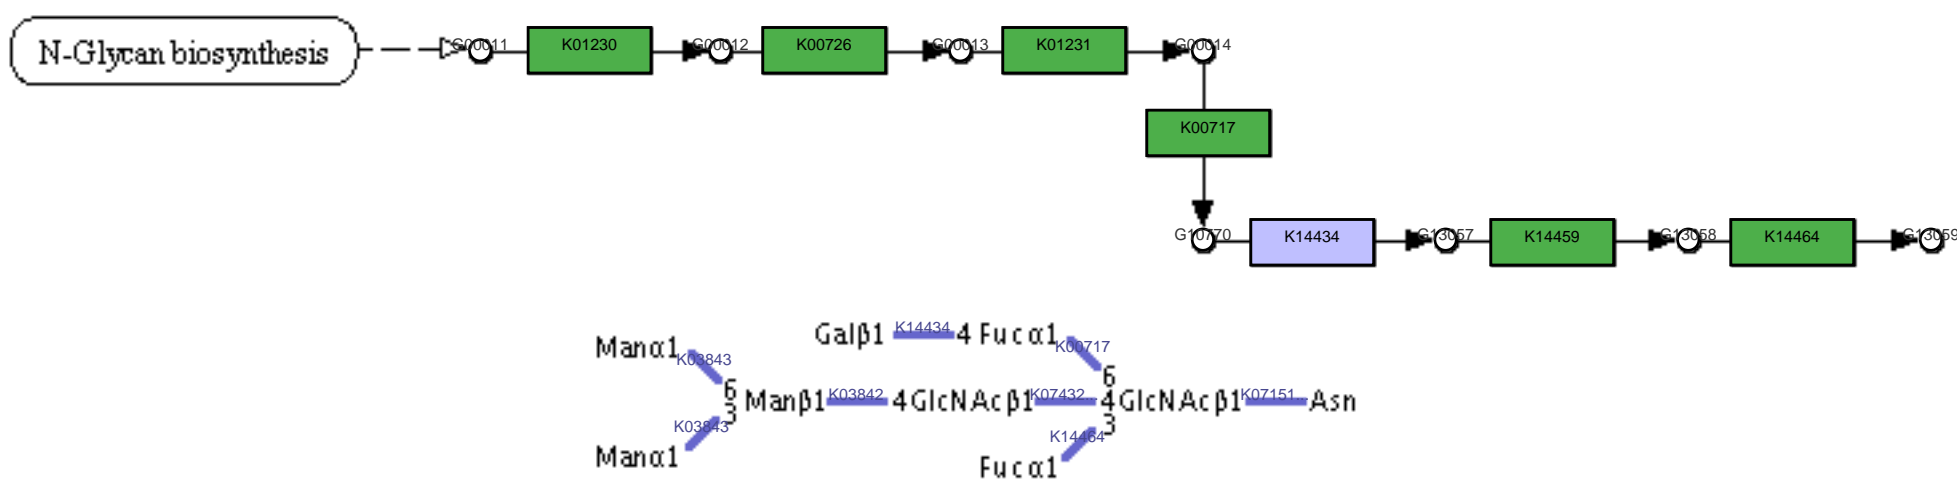 N-Glycan biosynthesis G00011 K01230 G00012 K00726 G00013 K01231 G00014
K00717
G10770 K14434 G13057 K14459 G13058 K14464 G13059
Galβ1 K14434 4 Fucα1 K00717
Manα1 K03843
6 6
Manβ1 K03842 4GlcNAcβ1 K07432.. 4GlcNAcβ1 K07151.. Asn
3 3
K03843 K14464
Manα1 Fucα1